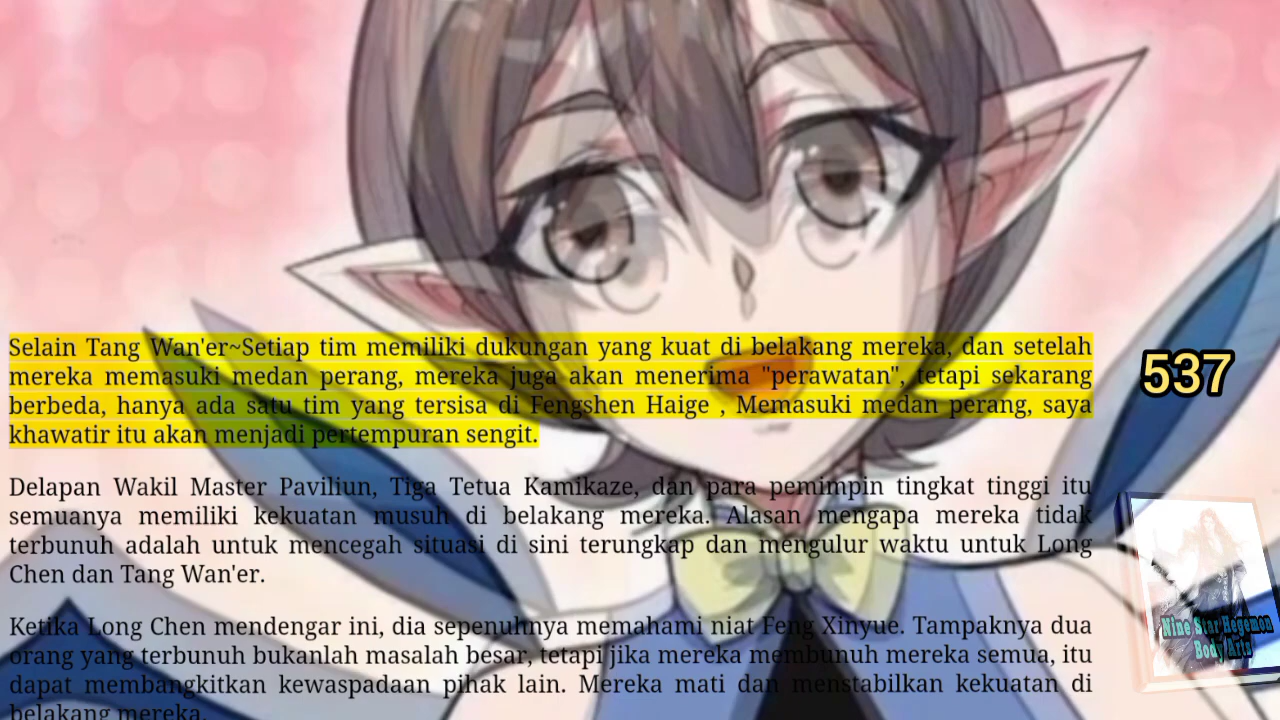 Selain Tang Wan'er~Setiap tim memiliki dukungan yang kuat di belakang mereka, dan setelah
mereka memasuki medan perang, mereka juga akan menerima "perawatan", tetapi sekarang
berbeda, hanya ada satu tim yang tersisa di Fengshen Haige , Memasuki medan perang, saya
khawatir itu akan menjadi pertempuran sengit.
537
Delapan Wakil Master Paviliun, Tiga Tetua Kamikaze, dan para pemimpin tingkat tinggi itu
semuanya memiliki kekuatan musuh di belakang mereka. Alasan mengapa mereka tidak
terbunuh adalah untuk mencegah situasi di sini terungkap dan mengulur waktu untuk Long
Chen dan Tang Wan'er.
Ketika Long Chen mendengar ini, dia sepenuhnya memahami niat Feng Xinyue. Tampaknya dua
orang yang terbunuh bukanlah masalah besar, tetapi jika mereka membunuh mereka semua, itu
dapat membangkitkan kewaspadaan pihak lain. Mereka mati dan menstabilkan kekuatan di
belakang mereka.
Nine Star Hegemon
Body Arts